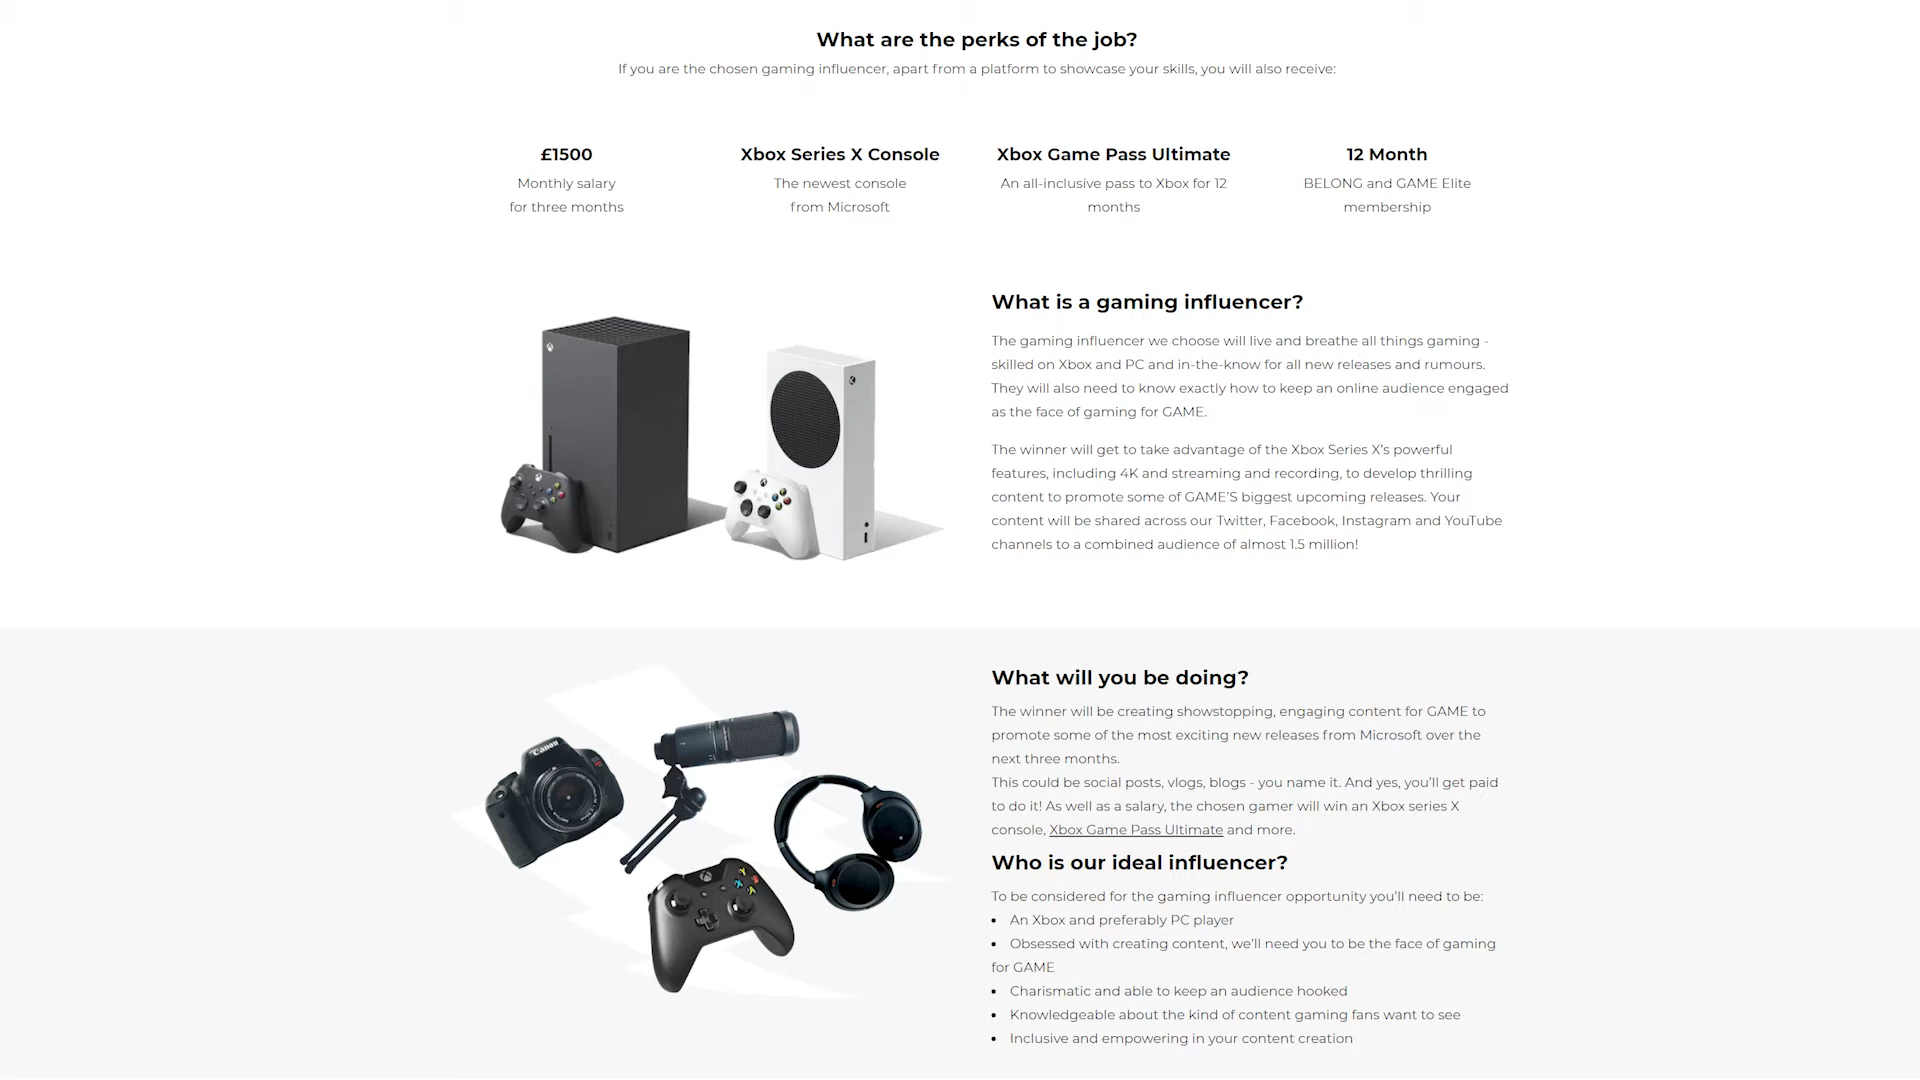 What are the perks of the job?
If you are the chosen gaming influencer, apart from a platform to showcase your skills, you will also receive:
£1500
Monthly salary
for three months
Xbox Series X Console
The newest console
from Microsoft
Xbox Game Pass Ultimate
An all-inclusive pass to Xbox for 12
months
12 Month
BELONG and GAME Elite
membership
What is a gaming influencer?
The gaming influencer we choose will live and breathe all things gaming -
skilled on Xbox and PC and in-the-know for all new releases and rumours.
They will also need to know exactly how to keep an online audience engaged
as the face of gaming for GAME.
The winner will get to take advantage of the Xbox Series X's powerful
features, including 4K and streaming and recording, to develop thrilling
content to promote some of GAME'S biggest upcoming releases. Your
content will be shared across our Twitter, Facebook, Instagram and YouTube
channels to a combined audience of almost 1.5 million!
Canon
What will you be doing?
The winner will be creating showstopping, engaging content for GAME to
promote some of the most exciting new releases from Microsoft over the
next three months.
This could be social posts, vlogs, blogs - you name it. And yes, you'll get paid
to do it! As well as a salary, the chosen gamer will win an Xbox series X
console, Xbox Game Pass Ultimate and more.
Who is our ideal influencer?
To be considered for the gaming influencer opportunity you'll need to be:
• An Xbox and preferably PC player
• Obsessed with creating content, we'll need you to be the face of gaming
for GAME
• Charismatic and able to keep an audience hooked
• Knowledgeable about the kind of content gaming fans want to see
• Inclusive and empowering in your content creation